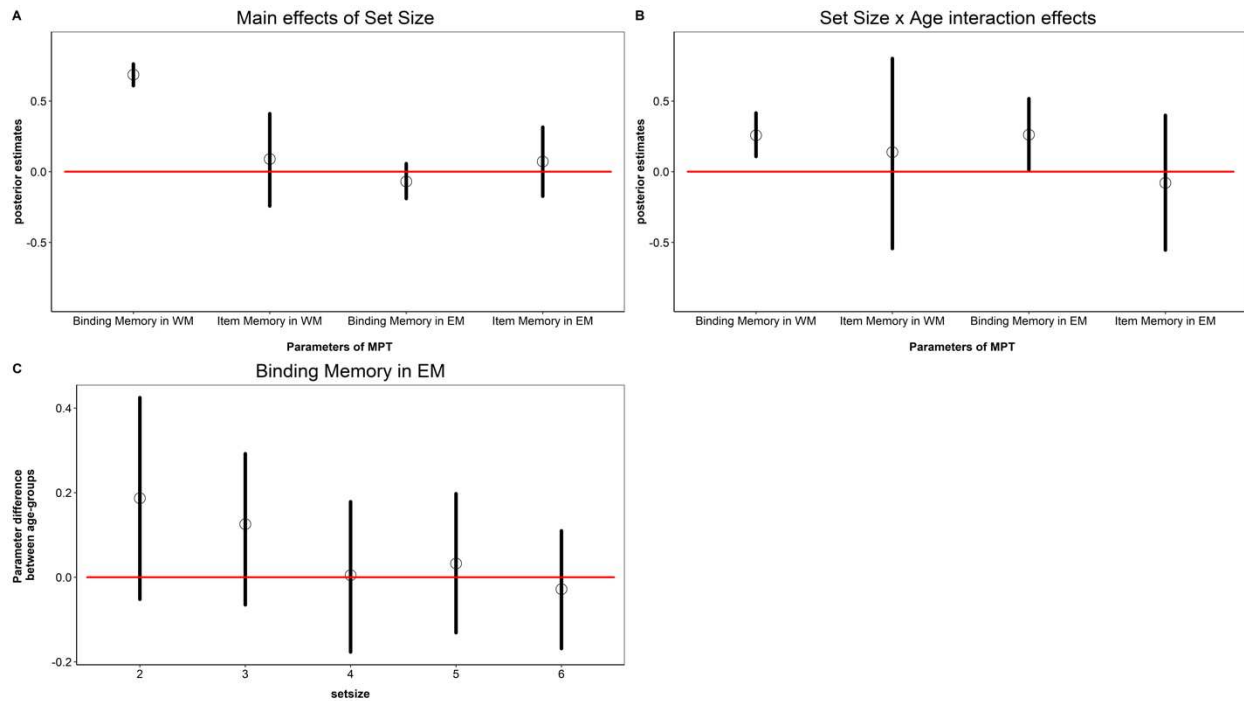 A
Main effects of Set Size
posterior estimates
0.5
0.0
-0.5
Binding Memory in WM Item Memory in WM Binding Memory in EM Item Memory in EM
Parameters of MPT
B
Set Size x Age interaction effects
posterior estimates
0.5
0.0
-0.5
Binding Memory in WM Item Memory in WM Binding Memory in EM Item Memory in EM
Parameters of MPT
C
Binding Memory in EM
Parameter difference
between age-groups
0.4
0.2
0.0
-0.2
2 3 4 5 6
setsize